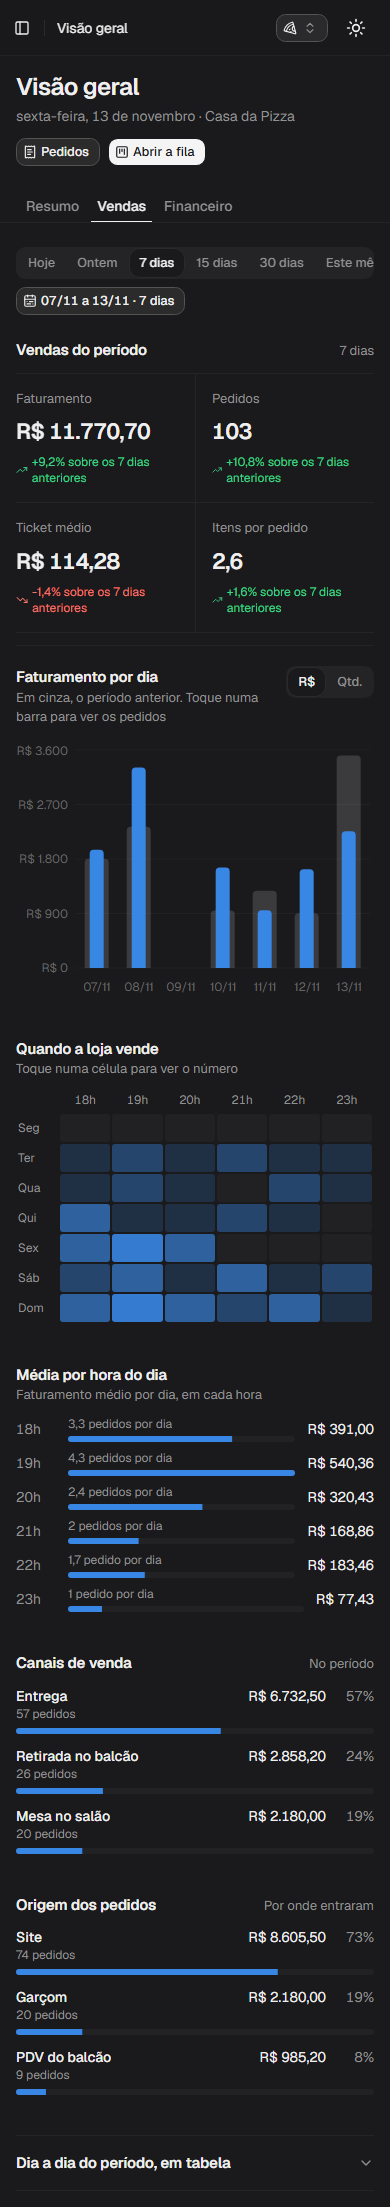 Visão geral
Visão geral
sexta-feira, 13 de novembro · Casa da Pizza
Pedidos
Abrir a fila
Resumo Vendas Financeiro
Hoje Ontem 7 dias 15 dias 30 dias Este mê
07/11 a 13/11 · 7 dias
Vendas do período 7 dias
Faturamento Pedidos
R$ 11.770,70 103
+9,2% sobre os 7 dias anteriores
+10,8% sobre os 7 dias anteriores
Ticket médio Itens por pedido
R$ 114,28 2,6
-1,4% sobre os 7 dias anteriores
+1,6% sobre os 7 dias anteriores
Faturamento por dia
R$ Qtd.
Em cinza, o período anterior. Toque numa
barra para ver os pedidos
R$ 3.600
R$ 2.700
R$ 1.800
R$ 900
R$ 0
07/11 08/11 09/11 10/11 11/11 12/11 13/11
Quando a loja vende
Toque numa célula para ver o número
18h 19h 20h 21h 22h 23h
Seg
Ter
Qua
Qui
Sex
Sáb
Dom
Média por hora do dia
Faturamento médio por dia, em cada hora
18h 3,3 pedidos por dia R$ 391,00
19h 4,3 pedidos por dia R$ 540,36
20h 2,4 pedidos por dia R$ 320,43
21h 2 pedidos por dia R$ 168,86
22h 1,7 pedido por dia R$ 183,46
23h 1 pedido por dia R$ 77,43
Canais de venda No período
Entrega R$ 6.732,50 57%
57 pedidos
Retirada no balcão R$ 2.858,20 24%
26 pedidos
Mesa no salão R$ 2.180,00 19%
20 pedidos
Origem dos pedidos Por onde entraram
Site R$ 8.605,50 73%
74 pedidos
Garçom R$ 2.180,00 19%
20 pedidos
PDV do balcão R$ 985,20 8%
9 pedidos
Dia a dia do período, em tabela